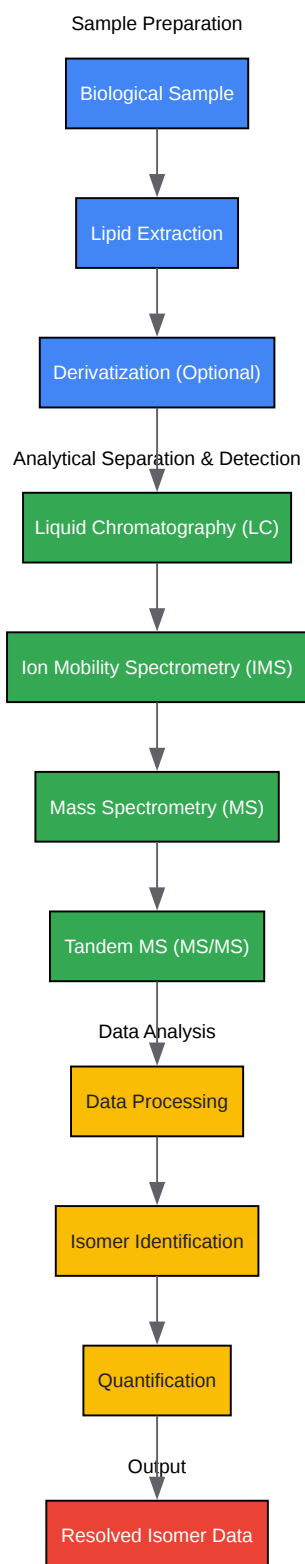 Sample Preparation
Biological Sample
Lipid Extraction
Derivatization (Optional)
Analytical Separation & Detection
Liquid Chromatography (LC)
Ion Mobility Spectrometry (IMS)
Mass Spectrometry (MS)
Tandem MS (MS/MS)
Data Analysis
Data Processing
Isomer Identification
Quantification
Output
Resolved Isomer Data